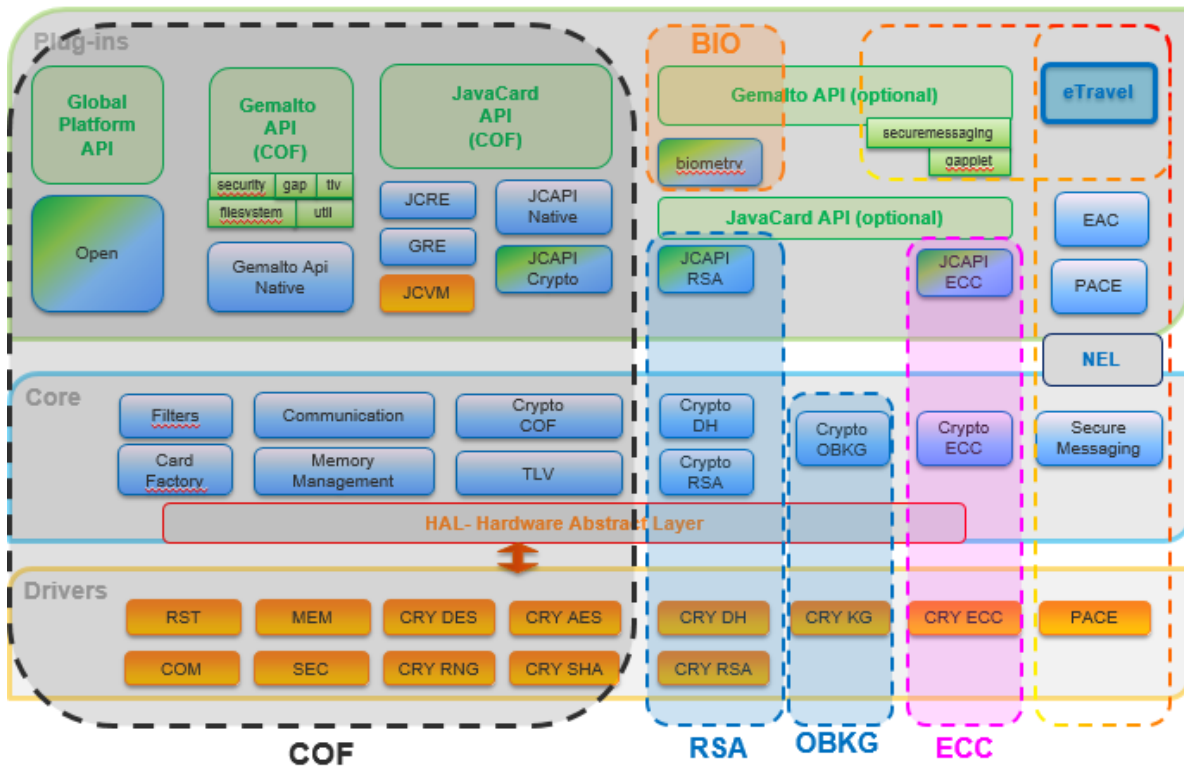 Plug-ins
BIO
Global
Platform
API
Gemalto
API
(COF)
security
gap
tlv
filesystem
util
JavaCard
API
(COF)
Gemalto API (optional)
securemessaging
gapplet
eTravel
biometry
Open
Gemalto Api
Native
JCRE
JCAPI
Native
GRE
JCAPI
Crypto
JCVM
JavaCard API (optional)
JCAPI
RSA
JCAPI
ECC
EAC
PACE
NEL
Core
Filters
Communication
Crypto
COF
Crypto
DH
Crypto
OBKG
Crypto
ECC
Secure
Messaging
Card
Factory
Memory
Management
TLV
Crypto
RSA
HAL- Hardware Abstract Layer
Drivers
RST
MEM
CRY DES
CRY AES
CRY DH
CRY KG
CRY ECC
PACE
COM
SEC
CRY RNG
CRY SHA
CRY RSA
COF
RSA
OBKG
ECC